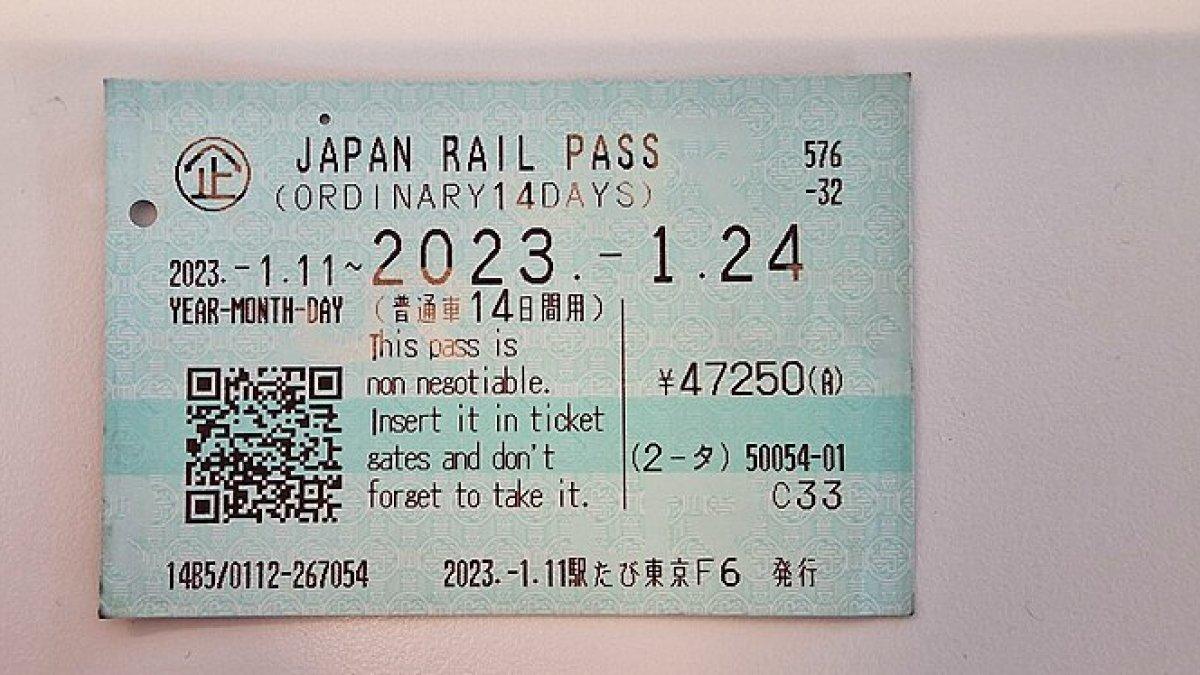 企 JAPAN RAIL PASS 576
(ORDINARY14DAYS) -32
2023.-1.11~2023.-1.24
YEAR-MONTH-DAY (普通車14日間用)
This pass is
non negotiable. ¥47250(A)
Insert it in ticket
gates and don't (2-タ) 50054-01
forget to take it. C33
14B5/0112-267054 2023.-1.11駅たび東京F6 発行